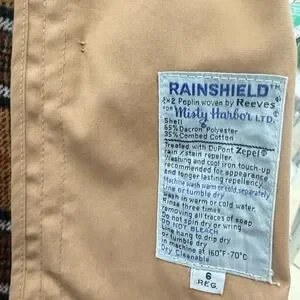 RAINSHIELD™
2×2 Poplin woven by Reeves
for Misty Harbor LTD.®
Shell
65% Dacron® Polyester
35% Combed Cotton
Treated with DuPont Zepel®
rain/stain repeller.
Washing and cool iron touch-up
recommended for appearance
and longer lasting repellency.
Machine wash warm or cold separately
Line or tumble dry
Wash in warm or cold water.
Rinse three times
removing all traces of soap
Do not spin dry or wring
DO NOT BLEACH
Line hang to drip dry
or tumble dry
in machine at 160°F-70°C
Dry Cleanable
6
REG.